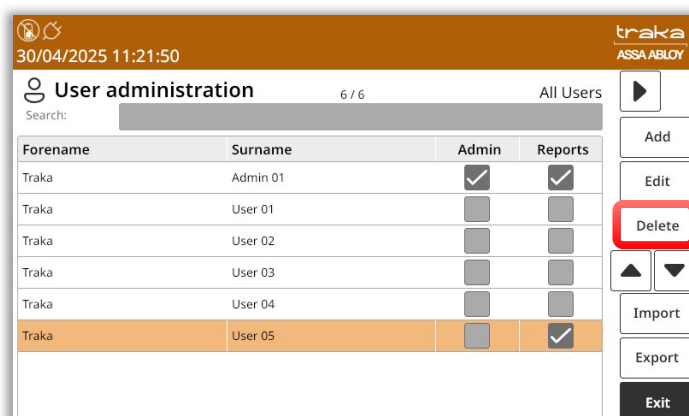 traka
30/04/2025 11:21:50
ASSA ABLOY
User administration 6 / 6 All Users
Search:
Forename Surname Admin Reports
Traka Admin 01
Traka User 01
Traka User 02
Traka User 03
Traka User 04
Traka User 05
Add
Edit
Delete
Import
Export
Exit